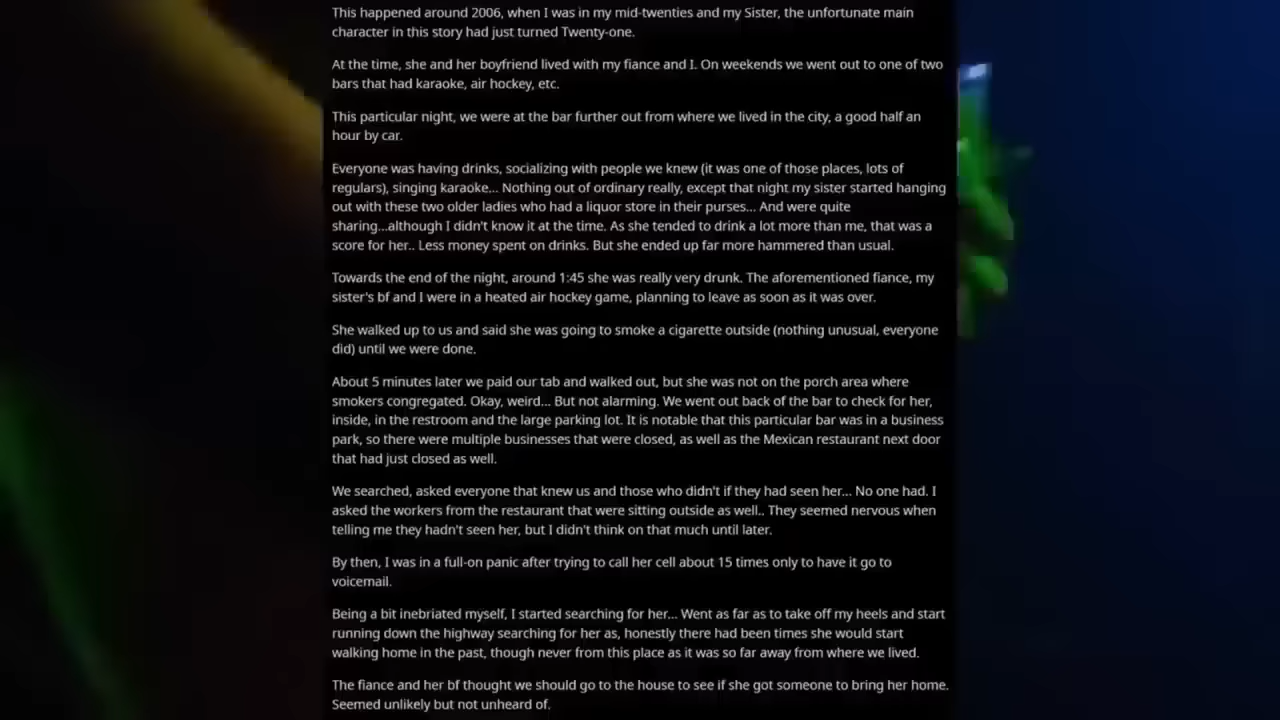 This happened around 2006, when I was in my mid-twenties and my Sister, the unfortunate main
character in this story had just turned Twenty-one.
At the time, she and her boyfriend lived with my fiance and I. On weekends we went out to one of two
bars that had karaoke, air hockey, etc.
This particular night, we were at the bar further out from where we lived in the city, a good half an
hour by car.
Everyone was having drinks, socializing with people we knew (it was one of those places, lots of
regulars), singing karaoke... Nothing out of ordinary really, except that night my sister started hanging
out with these two older ladies who had a liquor store in their purses... And were quite
sharing...although I didn't know it at the time. As she tended to drink a lot more than me, that was a
score for her.. Less money spent on drinks. But she ended up far more hammered than usual.
Towards the end of the night, around 1:45 she was really very drunk. The aforementioned fiance, my
sister's bf and I were in a heated air hockey game, planning to leave as soon as it was over.
She walked up to us and said she was going to smoke a cigarette outside (nothing unusual, everyone
did) until we were done.
About 5 minutes later we paid our tab and walked out, but she was not on the porch area where
smokers congregated. Okay, weird... But not alarming. We went out back of the bar to check for her,
inside, in the restroom and the large parking lot. It is notable that this particular bar was in a business
park, so there were multiple businesses that were closed, as well as the Mexican restaurant next door
that had just closed as well.
We searched, asked everyone that knew us and those who didn't if they had seen her... No one had. I
asked the workers from the restaurant that were sitting outside as well.. They seemed nervous when
telling me they hadn't seen her, but I didn't think on that much until later.
By then, I was in a full-on panic after trying to call her cell about 15 times only to have it go to
voicemail.
Being a bit inebriated myself, I started searching for her... Went as far as to take off my heels and start
running down the highway searching for her as, honestly there had been times she would start
walking home in the past, though never from this place as it was so far away from where we lived.
The fiance and her bf thought we should go to the house to see if she got someone to bring her home.
Seemed unlikely but not unheard of.